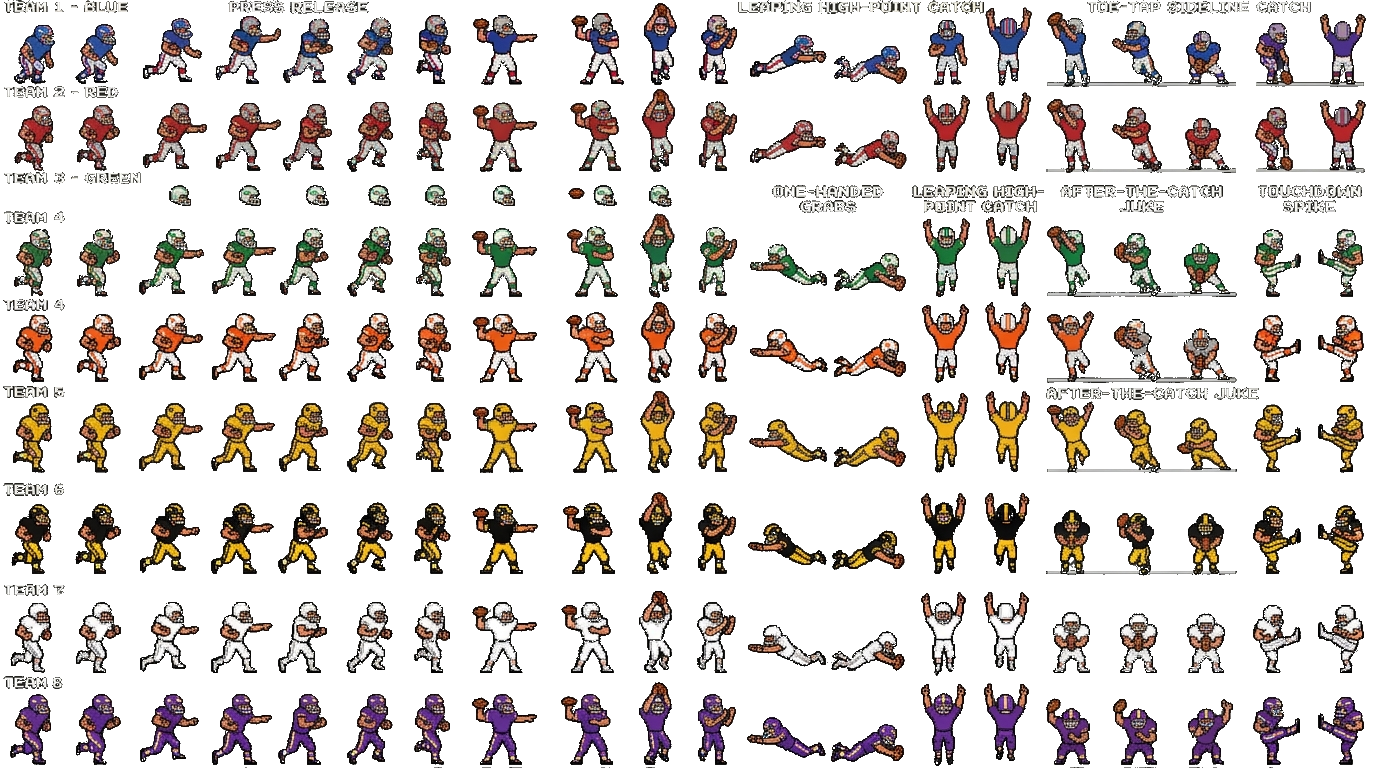 TEAM 1 - BLUE
PRESS RELEASE
LEAPING HIGH-POINT CATCH
TOE-TAP SIDELINE CATCH
TEAM 2 - RED
TEAM 3 - GREEN
ONE-HANDED
GRABS
LEAPING HIGH-
POINT CATCH
AFTER-THE-CATCH
JUKE
TOUCHDOWN
SPIKE
TEAM 4
TEAM 4
TEAM 5
AFTER-THE-CATCH JUKE
TEAM 6
TEAM 7
TEAM 8